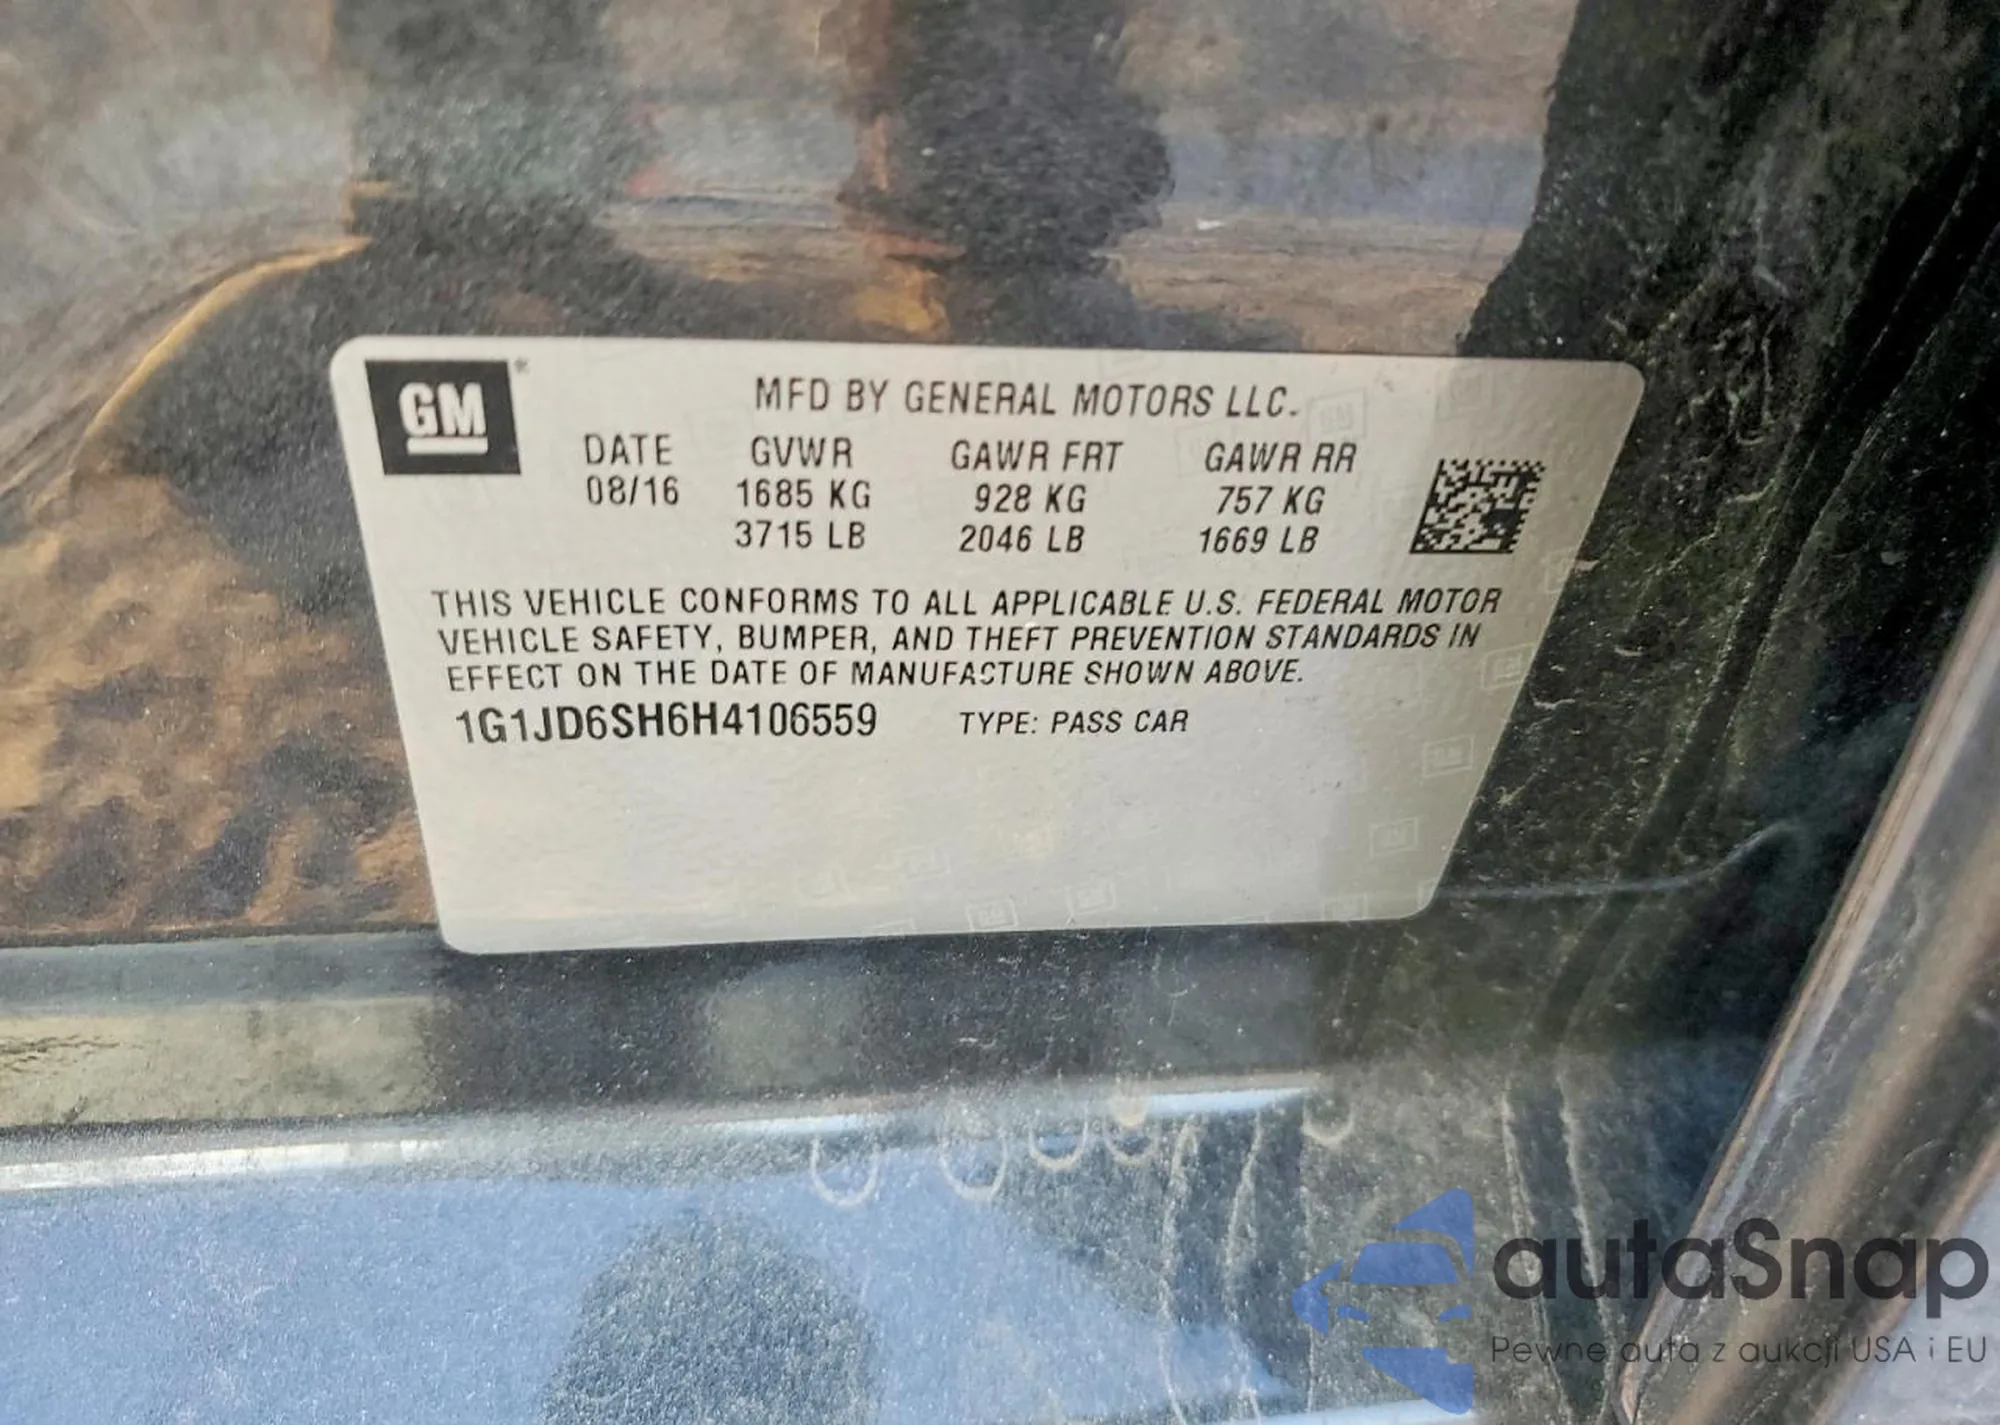 GM
MFD BY GENERAL MOTORS LLC.
DATE GVWR GAWR FRT GAWR RR
08/16 1685 KG 928 KG 757 KG
3715 LB 2046 LB 1669 LB
THIS VEHICLE CONFORMS TO ALL APPLICABLE U.S. FEDERAL MOTOR
VEHICLE SAFETY, BUMPER, AND THEFT PREVENTION STANDARDS IN
EFFECT ON THE DATE OF MANUFACTURE SHOWN ABOVE.
1G1JD6SH6H4106559 TYPE: PASS CAR
autaSnap
Pewne auta z aukcji USA i EU